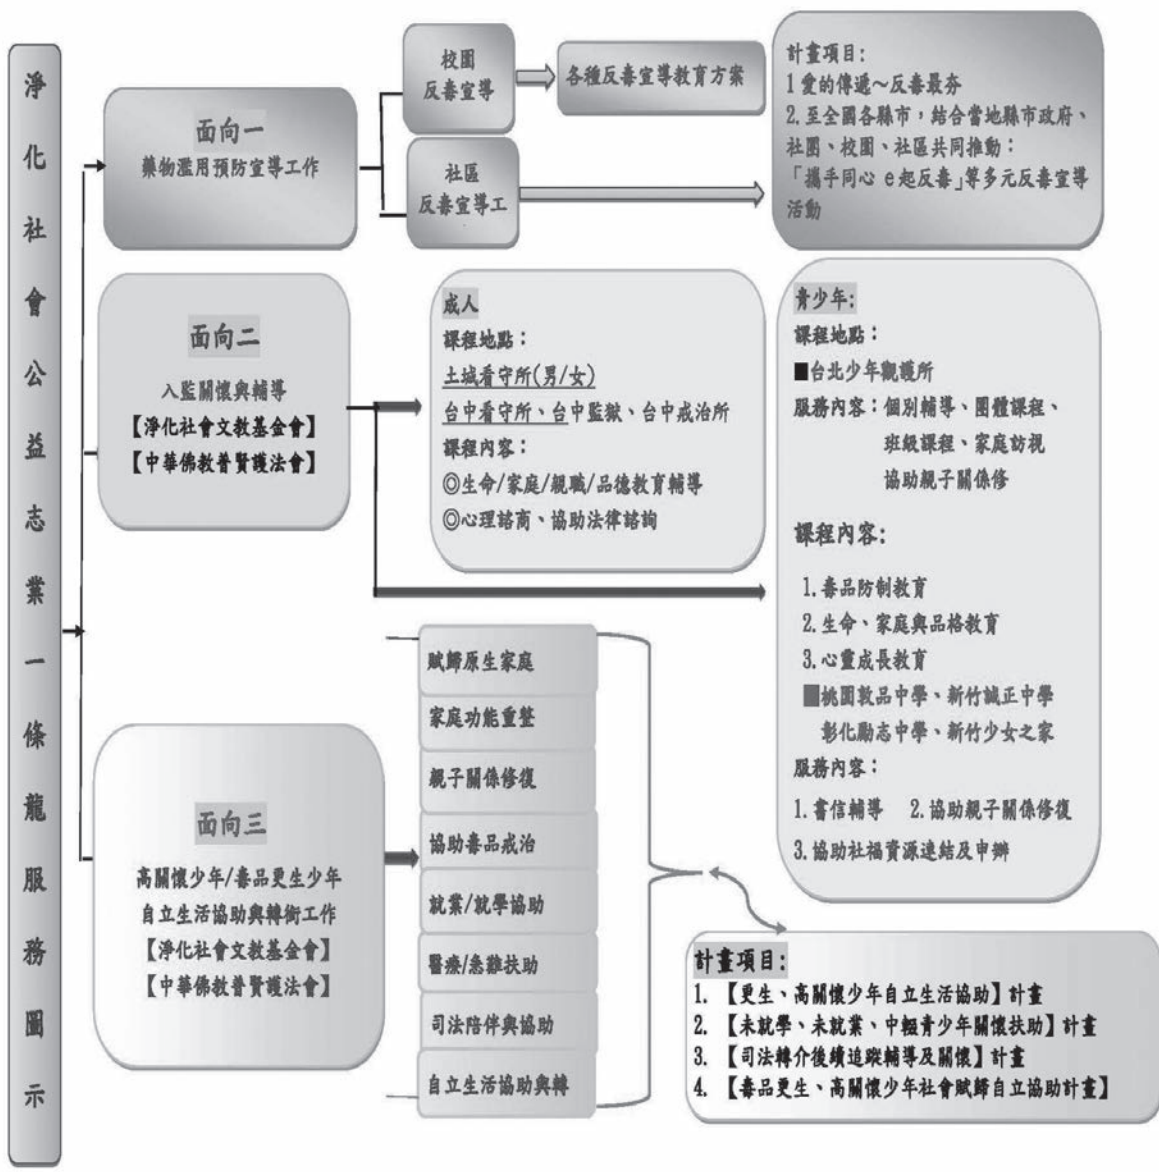 淨化社會公益志業一條龍服務圖示
面向一
藥物濫用預防宣導工作
校園
反毒宣導
社區
反毒宣導工
各種反毒宣導教育方案
計畫項目:
1 愛的傳遞～反毒最夯
2.至全國各縣市，結合當地縣市政府、
社團、校園、社區共同推動：
「攜手同心 e起反毒」等多元反毒宣導
活動
面向二
入監關懷與輔導
【淨化社會文教基金會】
【中華佛教普賢護法會】
成人
課程地點：
土城看守所(男/女)
台中看守所、台中監獄、台中戒治所
課程內容：
◎生命/家庭/親職/品德教育輔導
◎心理諮商、協助法律諮詢
青少年:
課程地點：
■台北少年觀護所
服務內容：個別輔導、團體課程、
班級課程、家庭訪視
協助親子關係修
課程內容:
1.毒品防制教育
2.生命、家庭與品格教育
3.心靈成長教育
■桃園敦品中學、新竹誠正中學
彰化勵志中學、新竹少女之家
服務內容：
1.書信輔導 2.協助親子關係修復
3.協助社福資源連結及申辦
面向三
高關懷少年/毒品更生少年
自立生活協助與轉銜工作
【淨化社會文教基金會】
【中華佛教普賢護法會】
賦歸原生家庭
家庭功能重整
親子關係修復
協助毒品戒治
就業/就學協助
醫療/急難扶助
司法陪伴與協助
自立生活協助與轉
計畫項目:
1. 【更生、高關懷少年自立生活協助】計畫
2. 【未就學、未就業、中輟青少年關懷扶助】計畫
3. 【司法轉介後續追蹤輔導及關懷】計畫
4. 【毒品更生、高關懷少年社會賦歸自立協助計畫】